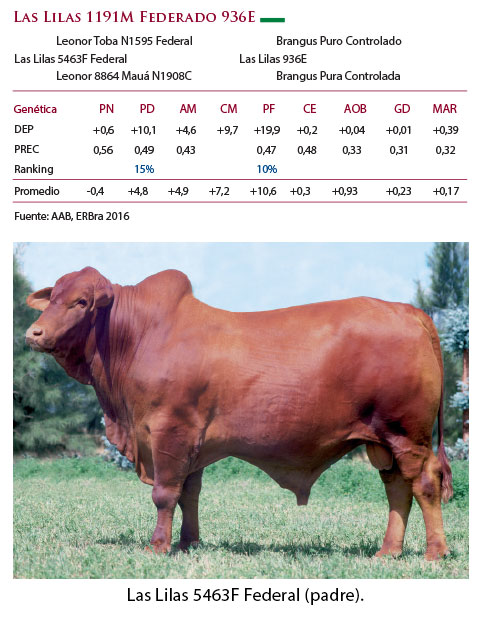 Las Lilas 1191M Federado 936E
Leonor Toba N1595 Federal Brangus Puro Controlado
Las Lilas 5463F Federal Las Lilas 936E
Leonor 8864 Mauá N1908C Brangus Pura Controlada
Genética PN PD AM CM PF CE AOB GD MAR
DEP +0,6 +10,1 +4,6 +9,7 +19,9 +0,2 +0,04 +0,01 +0,39
PREC 0,56 0,49 0,43 0,47 0,48 0,33 0,31 0,32
Ranking 15% 10%
Promedio -0,4 +4,8 +4,9 +7,2 +10,6 +0,3 +0,93 +0,23 +0,17
Fuente: AAB, ERBra 2016
Las Lilas 5463F Federal (padre).